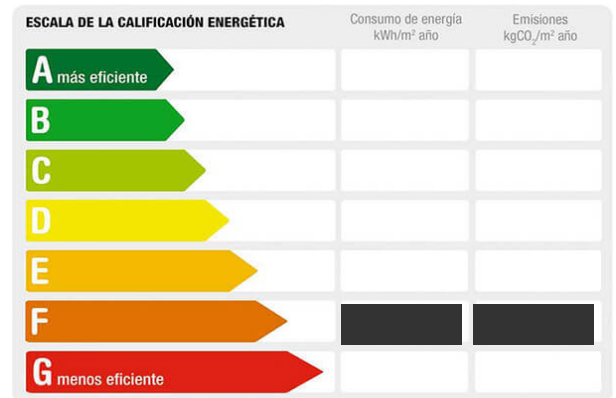 ESCALA DE LA CALIFICACIÓN ENERGÉTICA
Consumo de energía
kWh/m² año
Emisiones
kgCO₂/m² año
A más eficiente
B
C
D
E
F
G menos eficiente